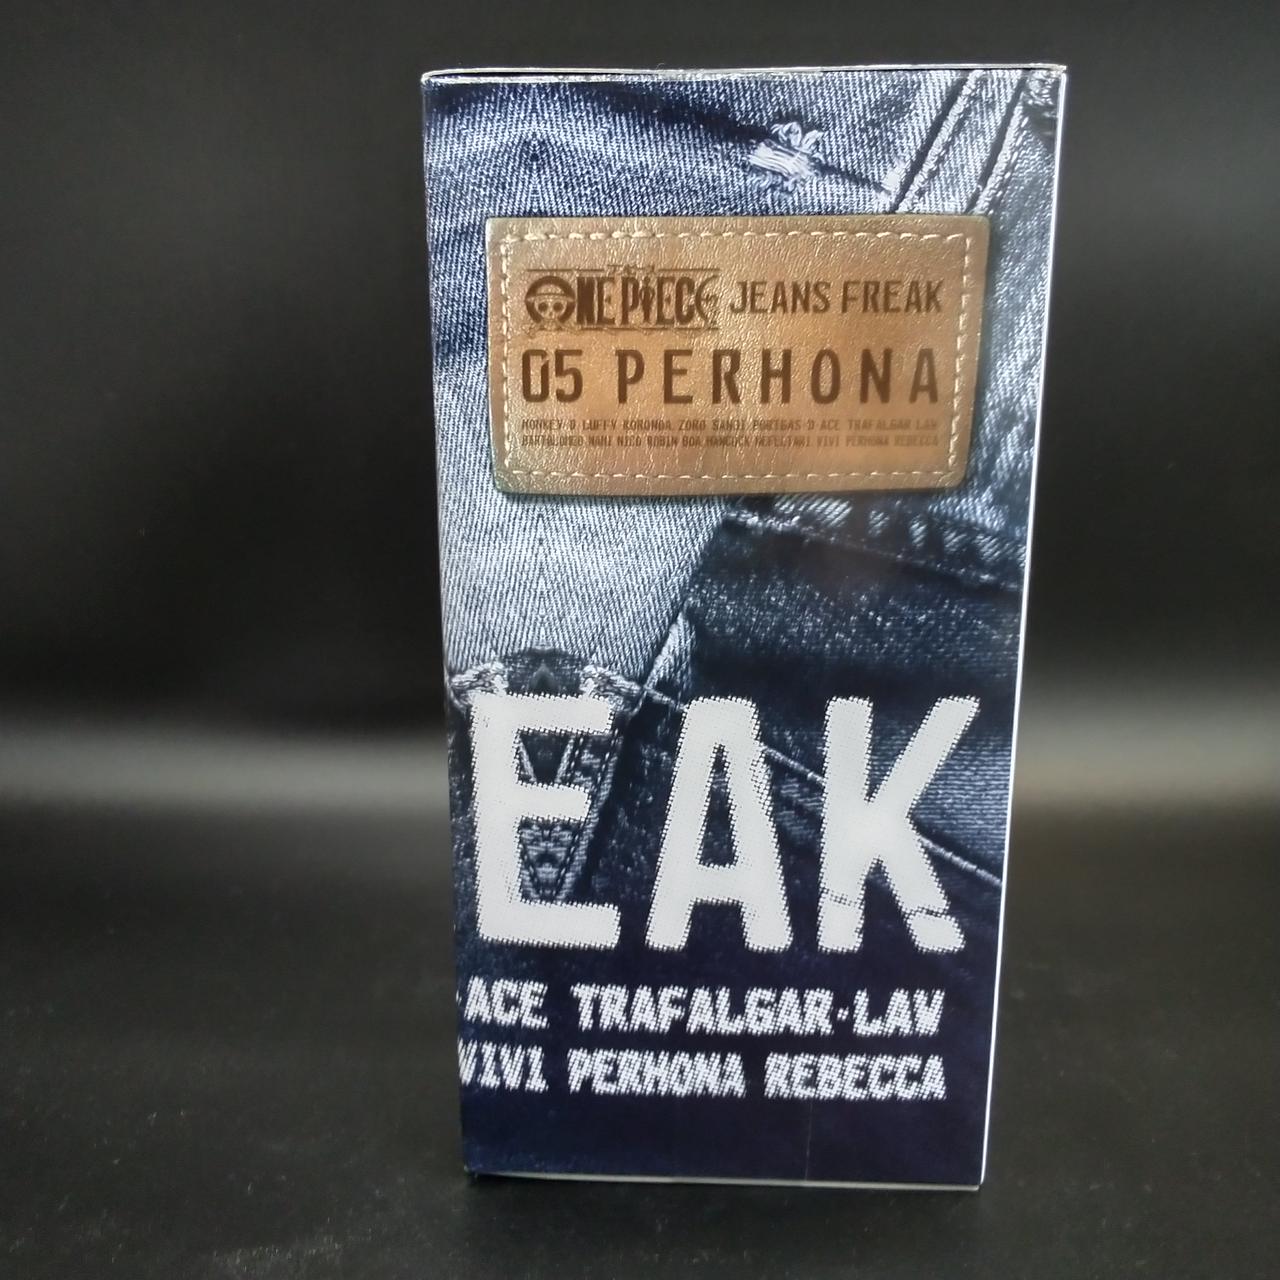 ONE PIECE JEANS FREAK
05 PERHONA
MONKEY·D·LUFFY RORONOA ZORO SANJI PORTGAS·D·ACE TRAFALGAR·LAW
BARTOLOMEO NAMI NICO ROBIN BOA HANCOCK NEFELTARI VIVI PERHONA REBECCA
EAK
·ACE TRAFALGAR·LAW
VIVI PERHONA REBECCA